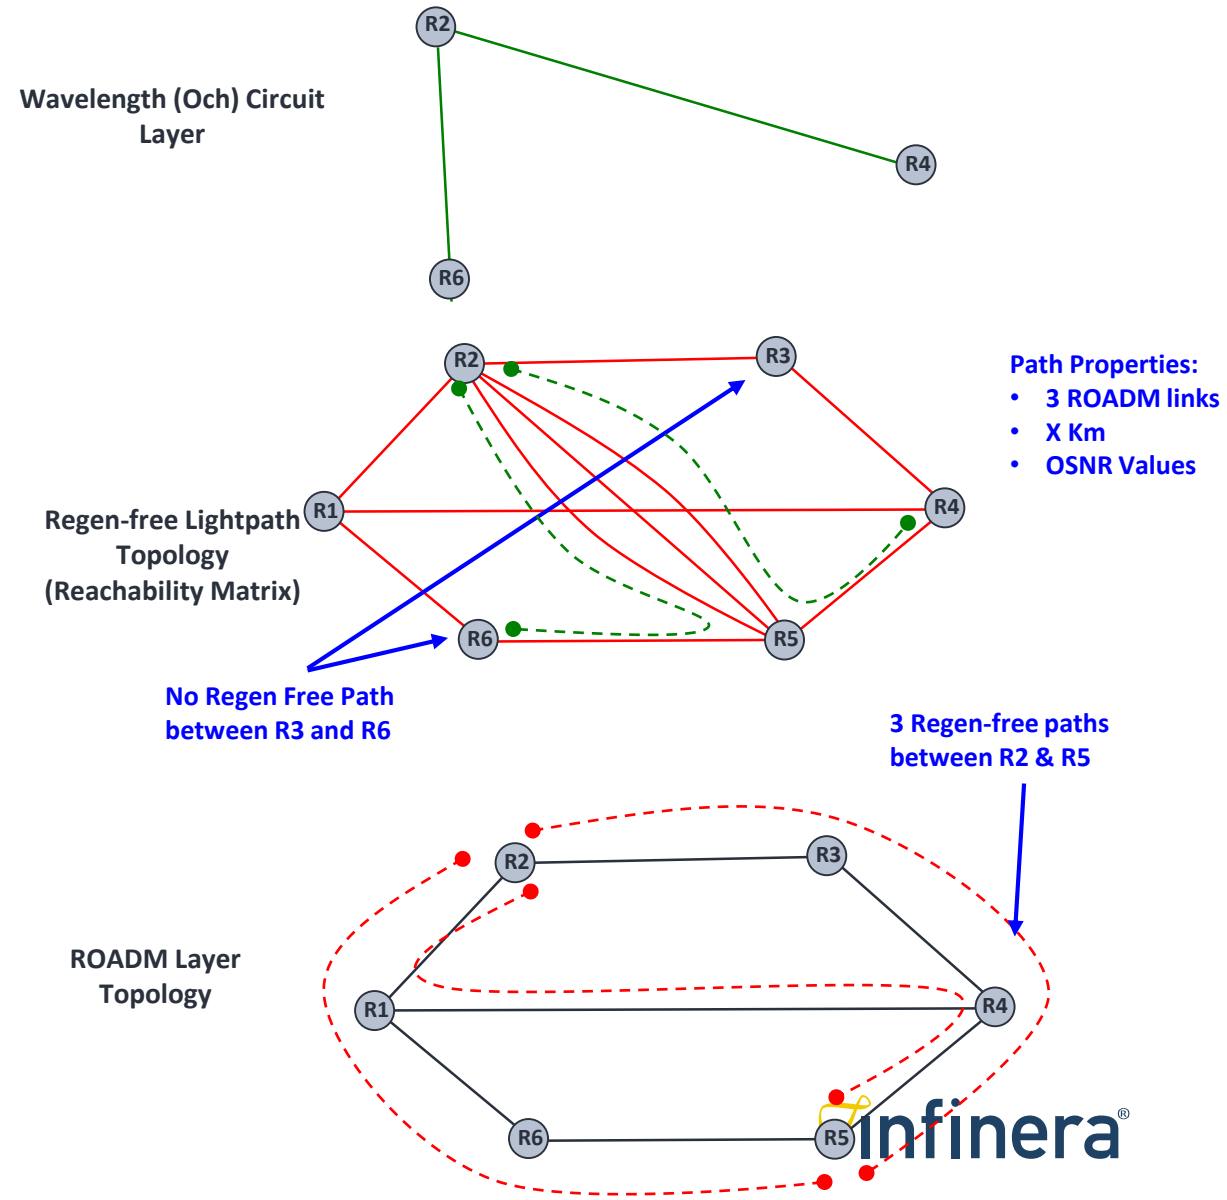 R2
Wavelength (Och) Circuit
Layer
R4
R6
R2
R3
Path Properties:
• 3 ROADM links
• X Km
• OSNR Values
R1
R4
Regen-free Lightpath
Topology
(Reachability Matrix)
R6
R5
No Regen Free Path
between R3 and R6
3 Regen-free paths
between R2 & R5
R2
R3
ROADM Layer
Topology
R1
R4
R6
R5
infinera®